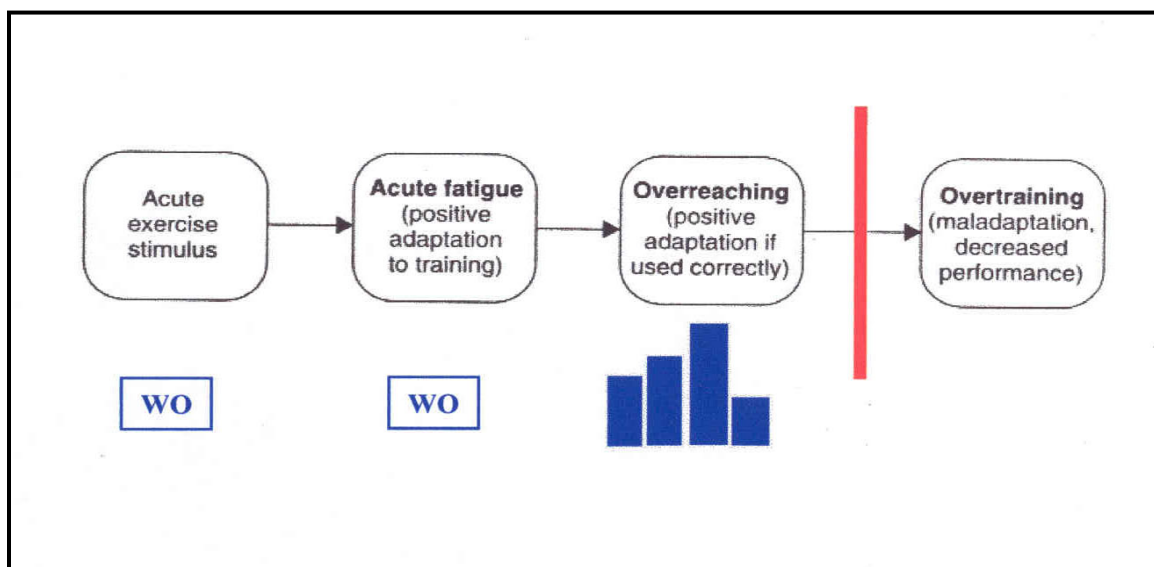 Acute
exercise
stimulus
Acute fatigue
(positive
adaptation
to training)
Overreaching
(positive
adaptation if
used correctly)
Overtraining
(maladaptation,
decreased
performance)
WO
WO